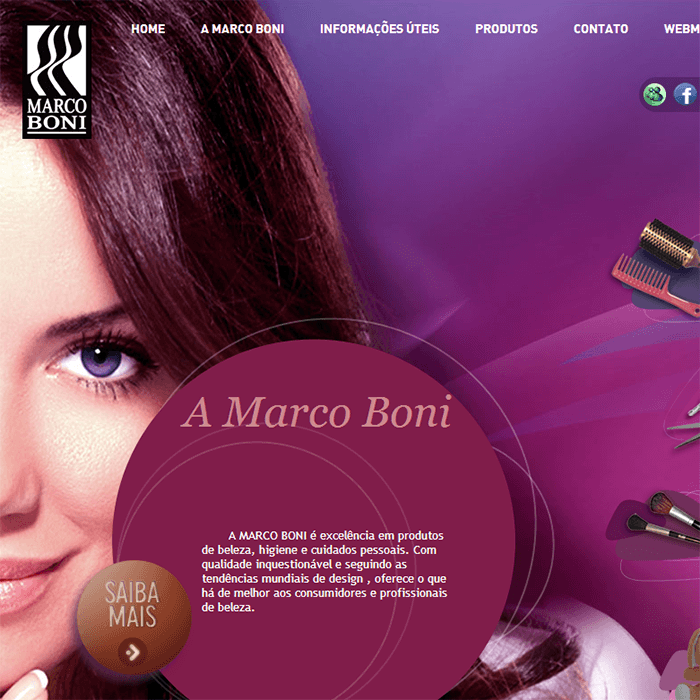 HOME A MARCO BONI INFORMAÇÕES ÚTEIS PRODUTOS CONTATO
MARCO
BONI
A Marco Boni
A MARCO BONI é excelência em produtos
de beleza, higiene e cuidados pessoais. Com
qualidade inquestionável e seguindo as
tendências mundiais de design , oferece o que
há de melhor aos consumidores e profissionais
de beleza.
SAIBA
MAIS